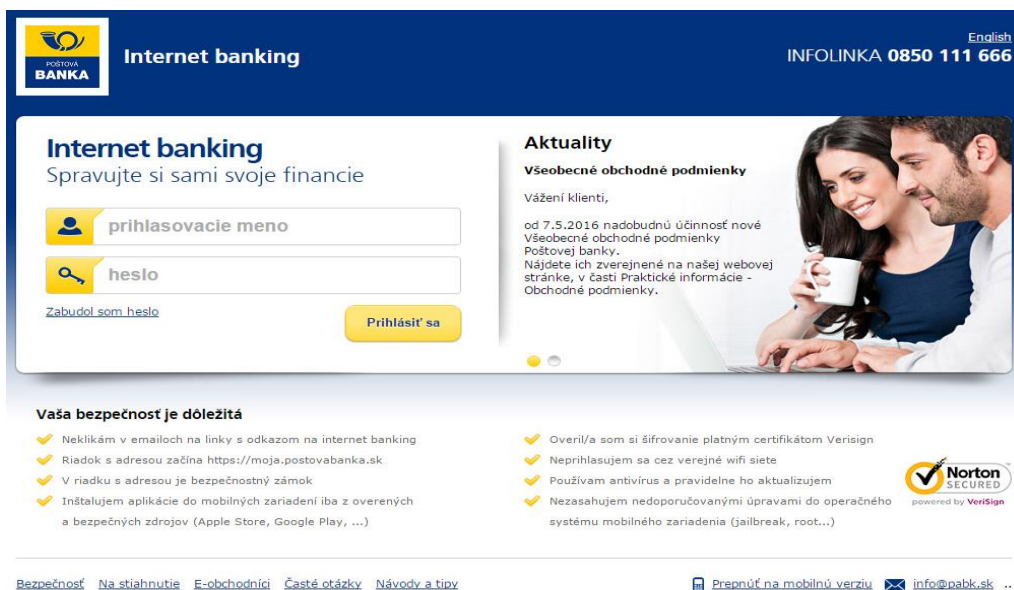 POŠTOVÁ
BANKA
Internet banking
English
INFOLINKA 0850 111 666
Internet banking
Spravujte si sami svoje financie
prihlasovacie meno
heslo
Zabudol som heslo
Prihlásiť sa
Aktuality
Všeobecné obchodné podmienky
Vážení klienti,
od 7.5.2016 nadobudnú účinnosť nové
Všeobecné obchodné podmienky
Poštovej banky.
Nájdete ich zverejnené na našej webovej
stránke, v časti Praktické informácie -
Obchodné podmienky.
Vaša bezpečnosť je dôležitá
Neklikám v emailoch na linky s odkazom na internet banking
Riadok s adresou začína https://moja.postovabanka.sk
V riadku s adresou je bezpečnostný zámok
Inštalujem aplikácie do mobilných zariadení iba z overených
a bezpečných zdrojov (Apple Store, Google Play, ...)
Overil/a som si šifrovanie platným certifikátom Verisign
Neprihlasujem sa cez verejné wifi siete
Používam antivírus a pravidelne ho aktualizujem
Nezasahujem nedoporučovanými úpravami do operačného
systému mobilného zariadenia (jailbreak, root...)
Norton
SECURED
powered by VeriSign
Bezpečnosť Na stiahnutie E-obchodníci Časté otázky Návody a tipy
Prepnúť na mobilnú verziu info@pabk.sk ..